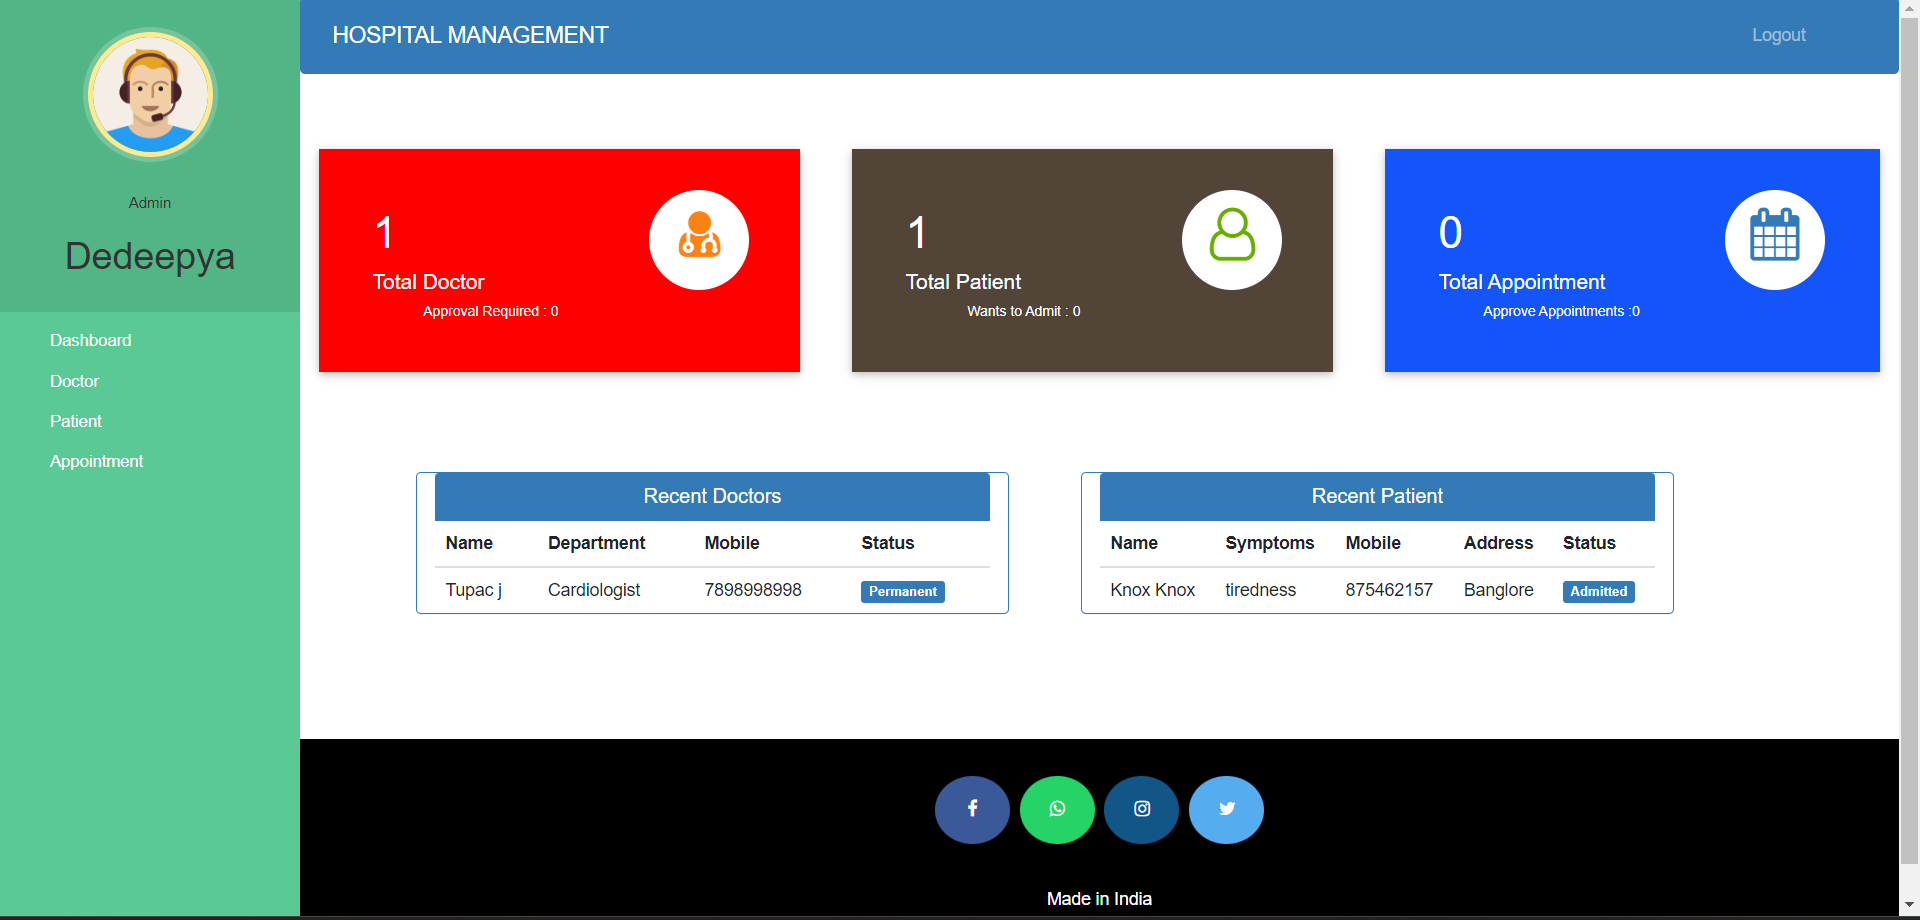 HOSPITAL MANAGEMENT
Logout
Admin
Dedeepya
Dashboard
Doctor
Patient
Appointment
1
Total Doctor
Approval Required : 0
1
Total Patient
Wants to Admit : 0
0
Total Appointment
Approve Appointments :0
Recent Doctors
Name Department Mobile Status
Tupac j Cardiologist 7898998998 Permanent
Recent Patient
Name Symptoms Mobile Address Status
Knox Knox tiredness 875462157 Banglore Admitted
Made in India